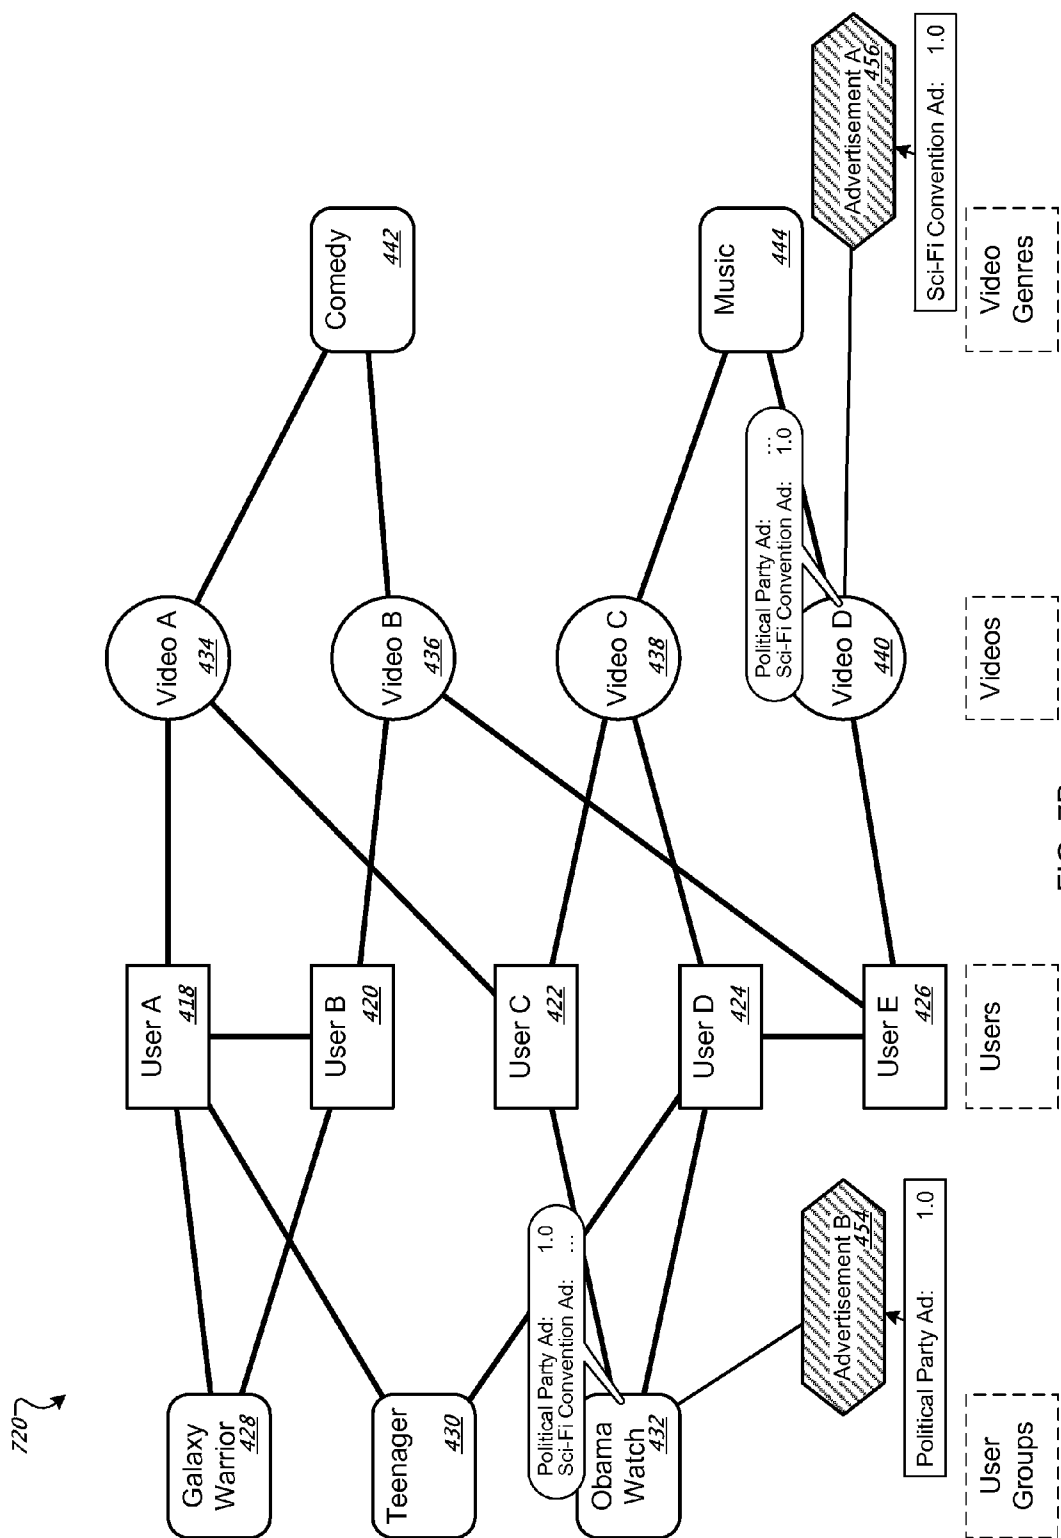 720
Galaxy
Warrior
428
User A
418
Video A
434
User B
420
Comedy
442
Teenager
430
Video B
436
User C
422
Political Party Ad: 1.0
Sci-Fi Convention Ad: ...
Obama
Watch
432
Video C
438
User D
424
Music
444
Political Party Ad: ...
Sci-Fi Convention Ad: 1.0
Video D
440
User E
426
Advertisement B
454
Advertisement A
456
Political Party Ad: 1.0
Sci-Fi Convention Ad: 1.0
User
Groups
Users
Videos
Video
Genres